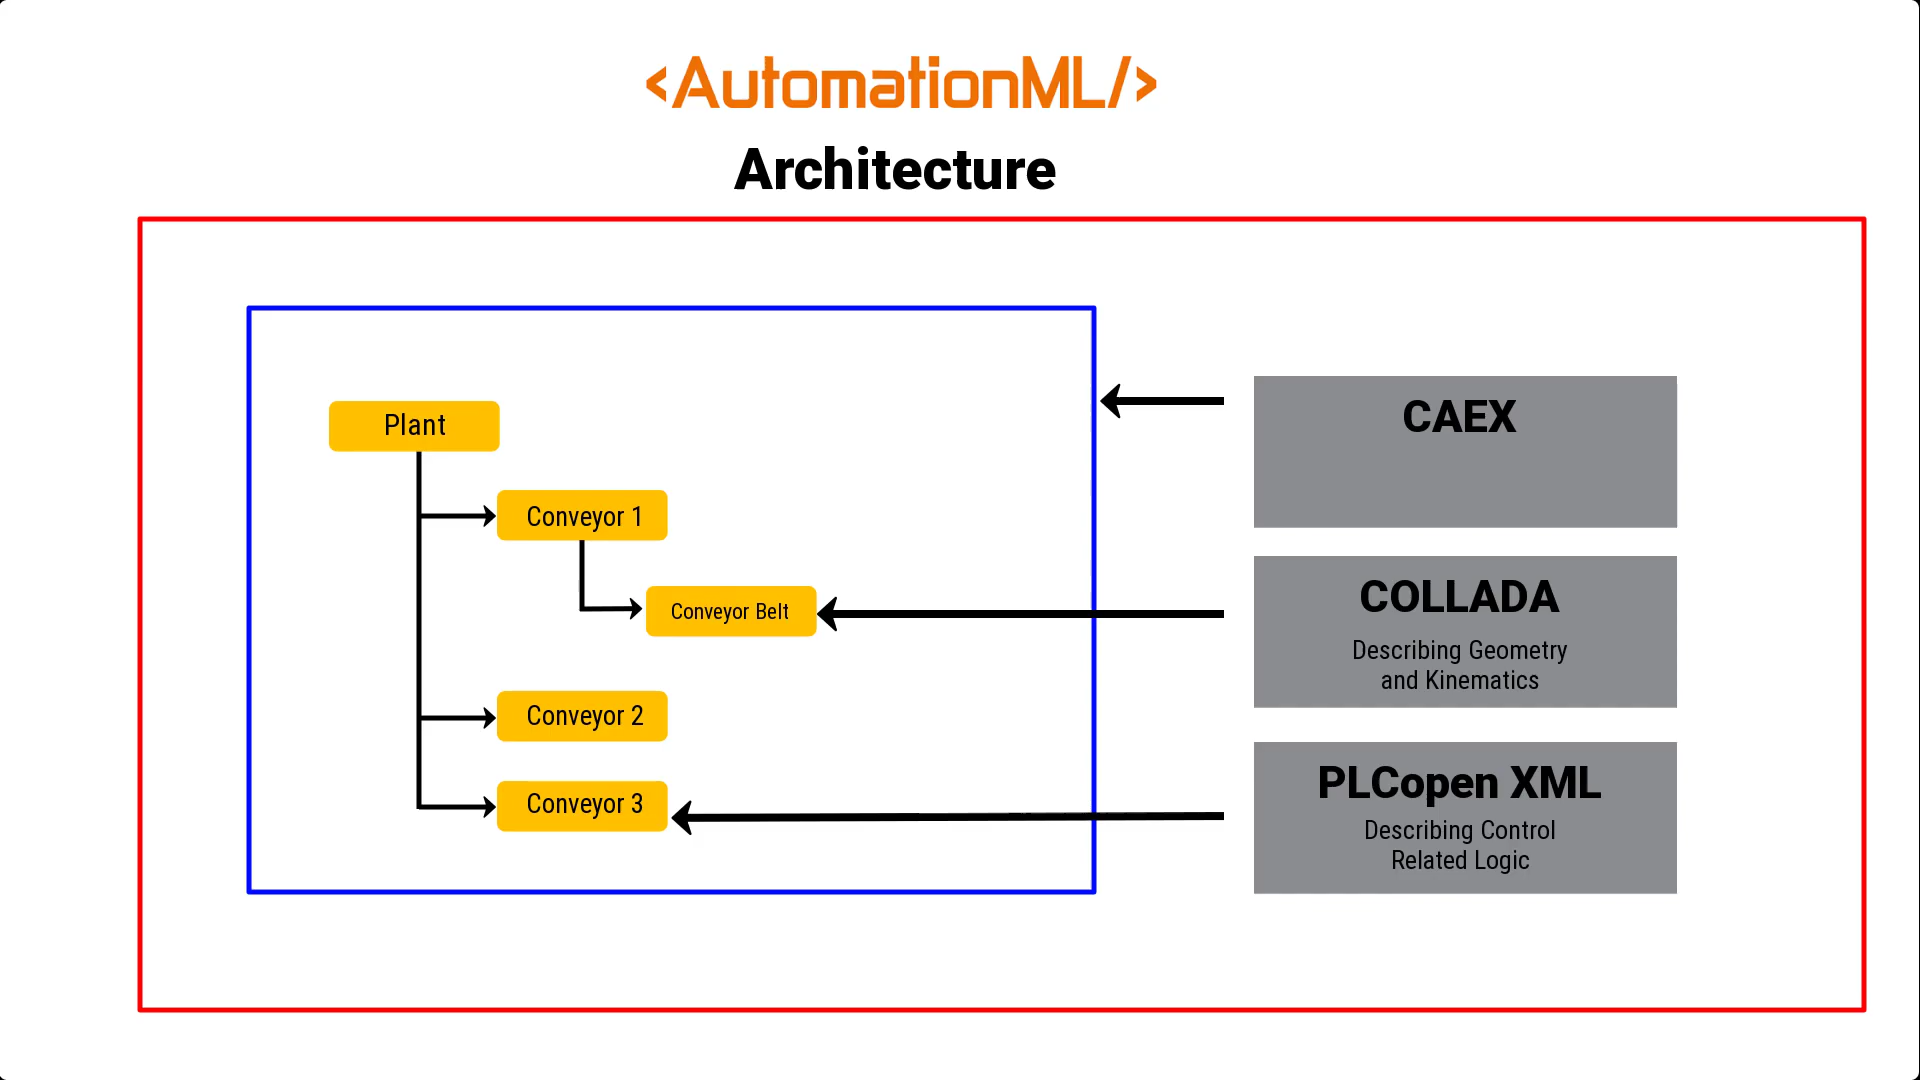 <AutomationML/>
Architecture
Plant
Conveyor 1
Conveyor Belt
Conveyor 2
Conveyor 3
CAEX
COLLADA
Describing Geometry
and Kinematics
PLCopen XML
Describing Control
Related Logic